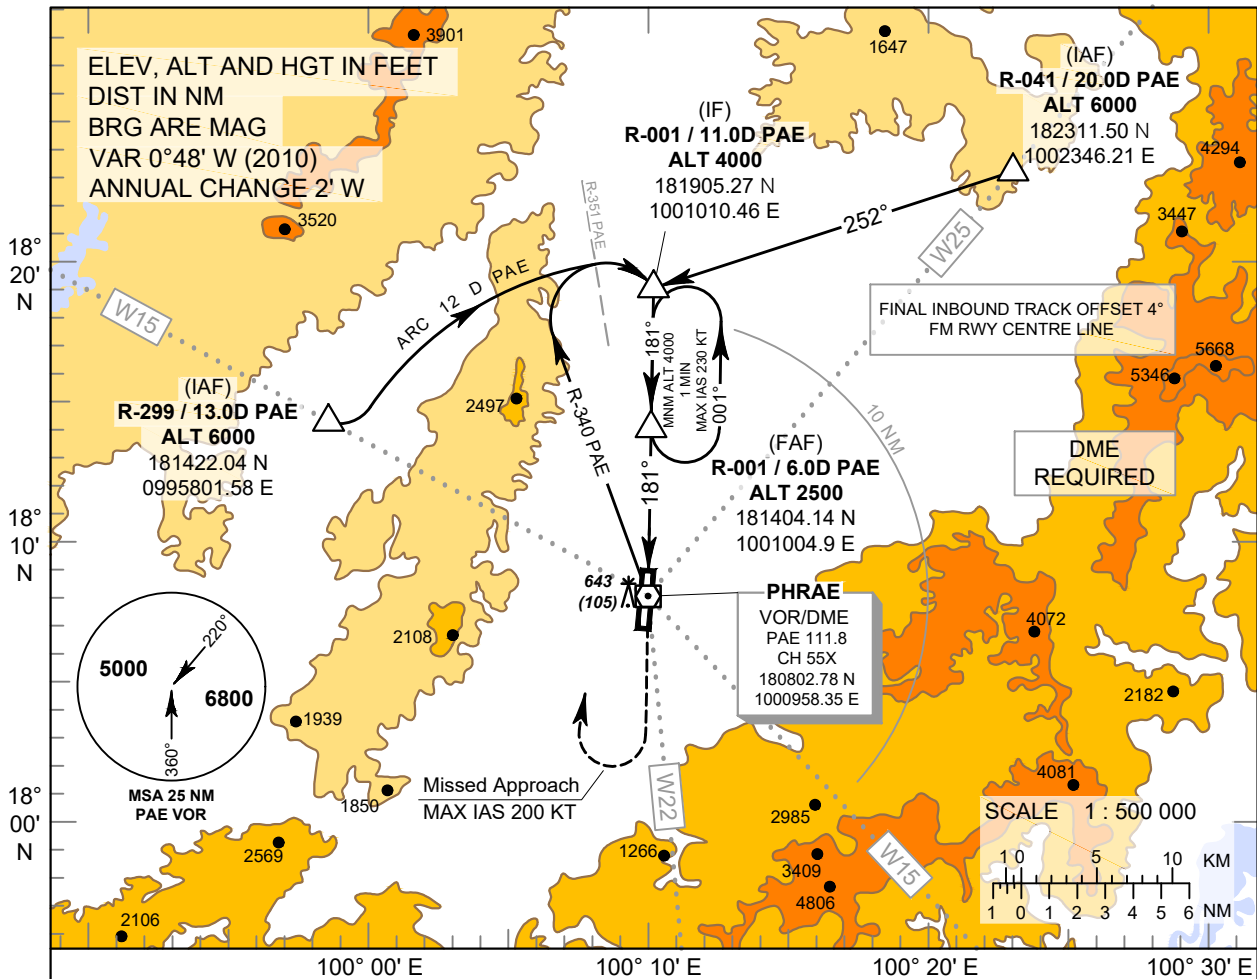 ELEV, ALT AND HGT IN FEET
DIST IN NM
BRG ARE MAG
VAR 0°48' W (2010)
ANNUAL CHANGE 2' W
3901
3520
1647
(IAF)
R-041 / 20.0D PAE
ALT 6000
182311.50 N
1002346.21 E
(IF)
R-001 / 11.0D PAE
ALT 4000
181905.27 N
1001010.46 E
4294
3447
R-351 PAE
252°
W25
18°
20'
N
W15
ARC 12 D PAE
FINAL INBOUND TRACK OFFSET 4°
FM RWY CENTRE LINE
5668
5346
181°
MNM ALT 4000
1 MIN
MAX IAS 230 KT
001°
(IAF)
R-299 / 13.0D PAE
ALT 6000
181422.04 N
0995801.58 E
2497
R-340 PAE
10 NM
DME
REQUIRED
(FAF)
R-001 / 6.0D PAE
ALT 2500
181404.14 N
1001004.9 E
181°
18°
10'
N
643
(105)
PHRAE
VOR/DME
PAE 111.8
CH 55X
180802.78 N
1000958.35 E
2108
4072
2182
5000
220°
6800
360°
MSA 25 NM
PAE VOR
1939
1850
Missed Approach
MAX IAS 200 KT
W22
18°
00'
N
4081
2985
2569
1266
3409
4806
W15
2106
SCALE 1 : 500 000
1 0 5 10 KM
1 0 1 2 3 4 5 6 NM
100° 00' E
100° 10' E
100° 20' E
100° 30' E